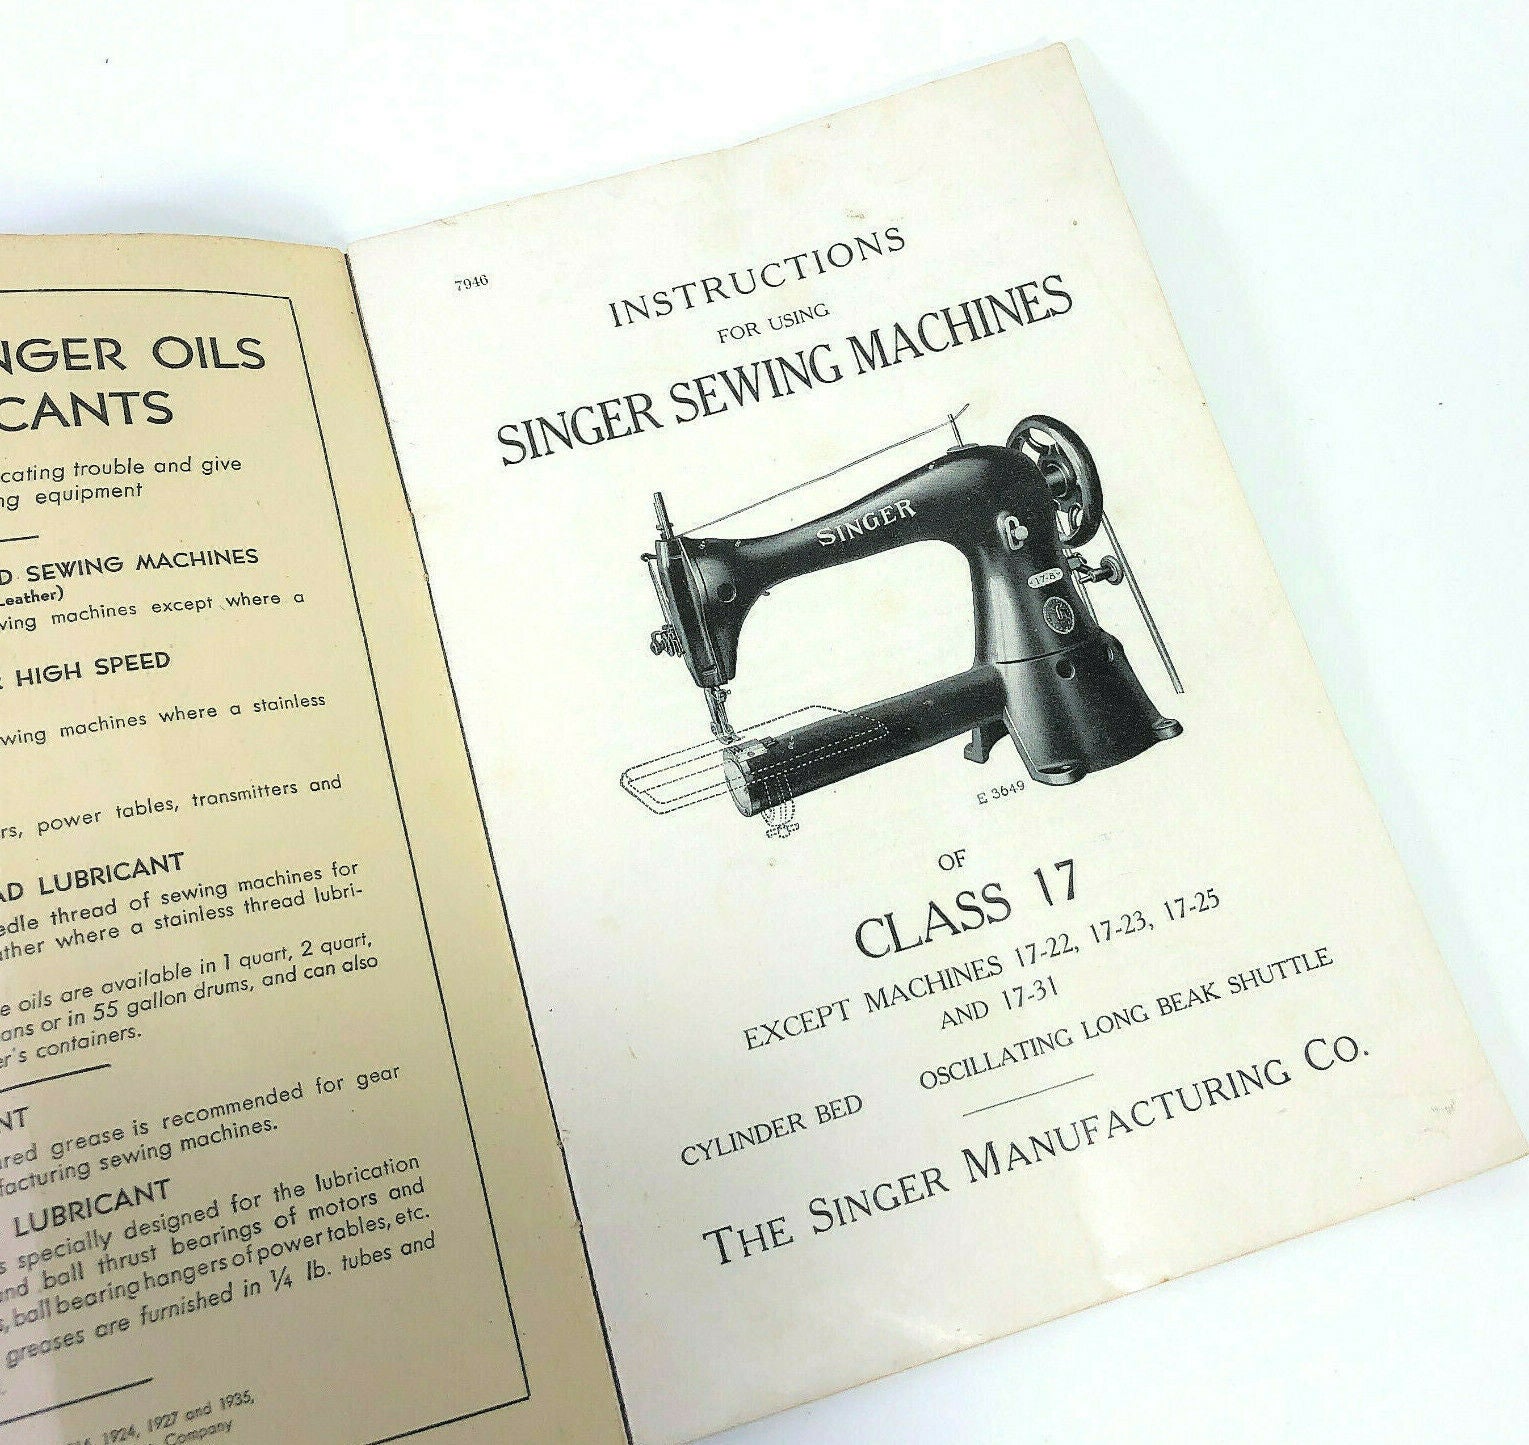 NGER OILS
CANTS
cating trouble and give
ng equipment
D SEWING MACHINES
Leather)
wing machines except where a
HIGH SPEED
wing machines where a stainless
rs, power tables, transmitters and
AD LUBRICANT
edle thread of sewing machines for
ather where a stainless thread lubri-
e oils are available in 1 quart, 2 quart,
ans or in 55 gallon drums, and can also
er's containers.
NT
red grease is recommended for gear
facturing sewing machines.
LUBRICANT
s specially designed for the lubrication
nd ball thrust bearings of motors and
s, ball bearing hangers of power tables, etc.
greases are furnished in 1/4 lb. tubes and
1924, 1927 and 1935,
Company
7946
INSTRUCTIONS
FOR USING
SINGER SEWING MACHINES
SINGER
17-8
E 3649
OF
CLASS 17
EXCEPT MACHINES 17-22, 17-23, 17-25
AND 17-31
CYLINDER BED OSCILLATING LONG BEAK SHUTTLE
THE SINGER MANUFACTURING CO.